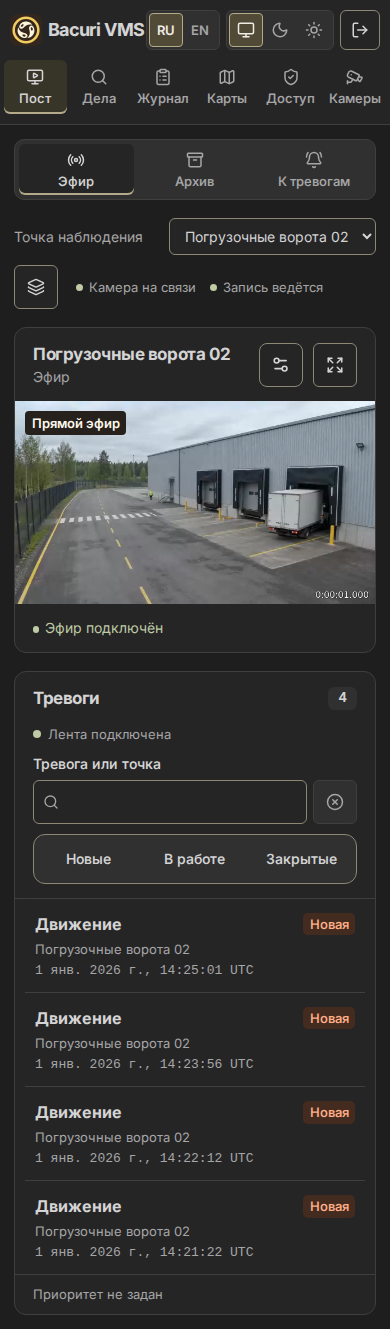 Bacuri VMS RU EN
Пост Дела Журнал Карты Доступ Камеры
Эфир Архив К тревогам
Точка наблюдения Погрузочные ворота 02
Камера на связи Запись ведётся
Погрузочные ворота 02
Эфир
Прямой эфир
0:00:01.000
Эфир подключён
Тревоги 4
Лента подключена
Тревога или точка
Новые В работе Закрытые
Движение Новая
Погрузочные ворота 02
1 янв. 2026 г., 14:25:01 UTC
Движение Новая
Погрузочные ворота 02
1 янв. 2026 г., 14:23:56 UTC
Движение Новая
Погрузочные ворота 02
1 янв. 2026 г., 14:22:12 UTC
Движение Новая
Погрузочные ворота 02
1 янв. 2026 г., 14:21:22 UTC
Приоритет не задан